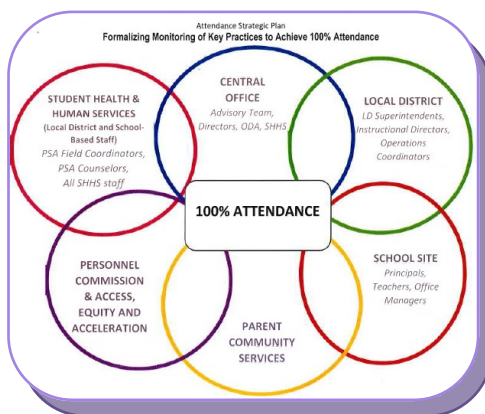 Attendance Strategic Plan
Formalizing Monitoring of Key Practices to Achieve 100% Attendance
STUDENT HEALTH &
HUMAN SERVICES
(Local District and School-
Based Staff)
PSA Field Coordinators,
PSA Counselors,
All SHHS staff
CENTRAL
OFFICE
Advisory Team,
Directors, ODA, SHHS
LOCAL DISTRICT
LD Superintendents,
Instructional Directors,
Operations
Coordinators
100% ATTENDANCE
PERSONNEL
COMMISSION
& ACCESS,
EQUITY AND
ACCELERATION
PARENT
COMMUNITY
SERVICES
SCHOOL SITE
Principals,
Teachers, Office
Managers